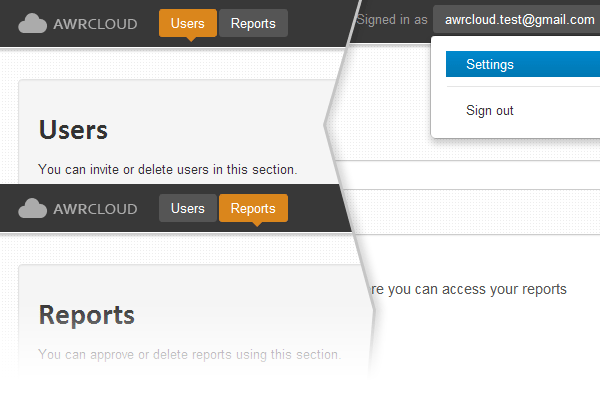 AWRCLOUD Users Reports
Signed in as awrcloud.test@gmail.com
Settings
Sign out
Users
You can invite or delete users in this section.
AWRCLOUD Users Reports
re you can access your reports
Reports
You can approve or delete reports using this section.